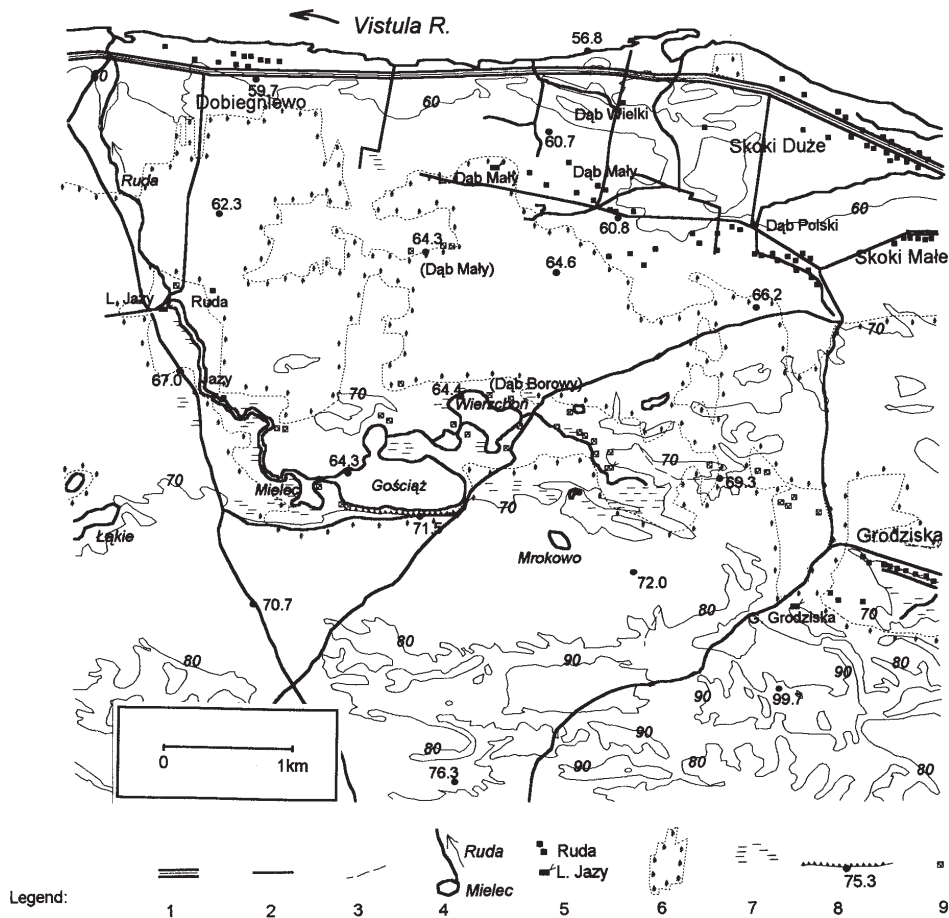 Vistula R.
56.8
60
59.7
Dobiegniewo
60
Dąb Wielki
60.7
Skoki Duże
Ruda
L. Dąb Mały
Dąb Mały
62.3
60
60.8
Dąb Polski
64.3
(Dąb Mały)
64.6
Skoki Małe
L. Jazy
Ruda
66.2
70
67.0
Jazy
70
64.4
(Dąb Borowy)
Wierzchoń
70
64.3
Gościąż
69.3
70
Mielec
70
71.5
Łąkie
Mrokowo
Grodziska
72.0
70.7
80
G. Grodziska
70
80
80
90
90
80
90
99.7
80
90
90
80
80
76.3
0
1km
Ruda
Mielec
Ruda
L. Jazy
75.3
Legend:
1 2 3 4 5 6 7 8 9